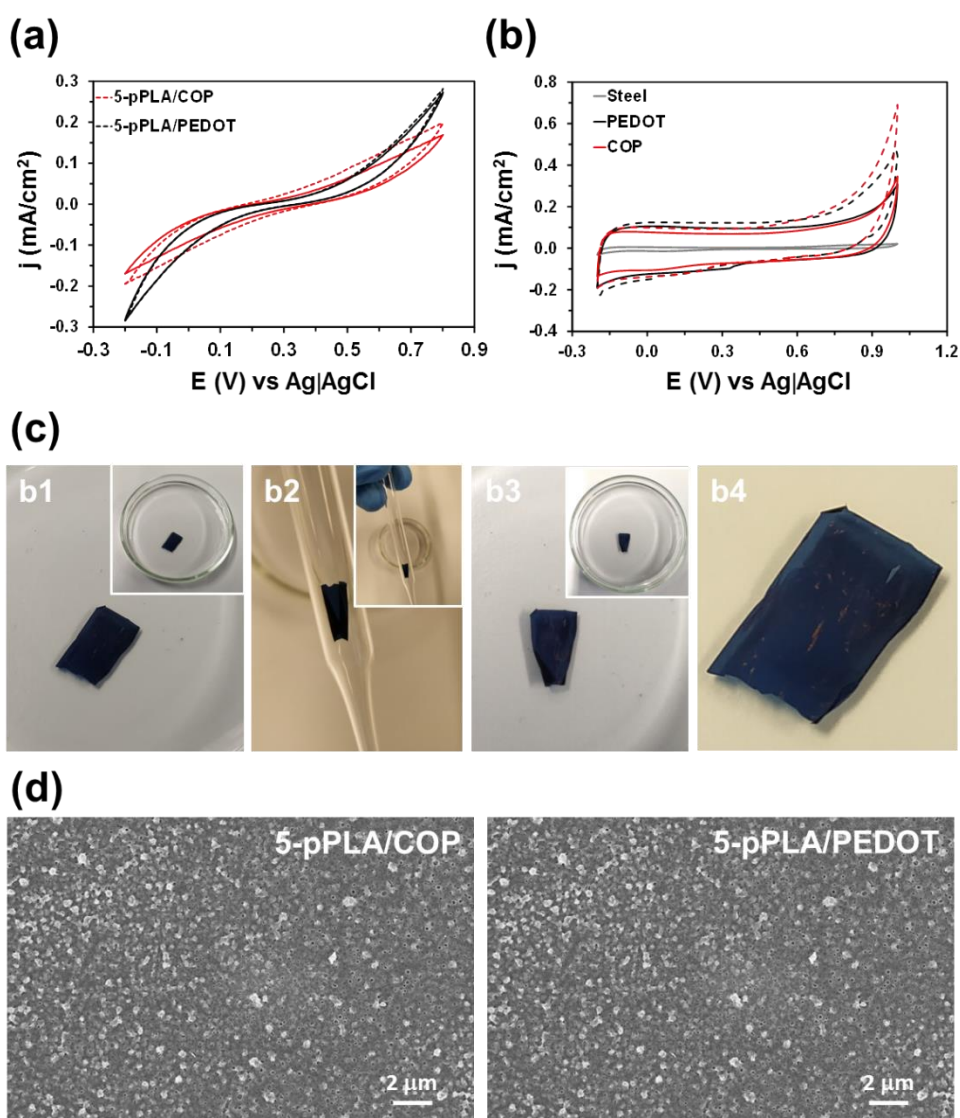 (a)
(b)
0.3
0.2
0.1
0.0
-0.1
-0.2
-0.3
5-pPLA/COP
5-pPLA/PEDOT
j (mA/cm²)
-0.3
-0.1
0.1
0.3
0.5
0.7
0.9
E (V) vs Ag|AgCl
0.8
0.6
0.4
0.2
0.0
-0.2
-0.4
Steel
PEDOT
COP
j (mA/cm²)
-0.3
0.0
0.3
0.6
0.9
1.2
E (V) vs Ag|AgCl
(c)
b1
b2
b3
b4
(d)
5-pPLA/COP
2 µm
5-pPLA/PEDOT
2 µm